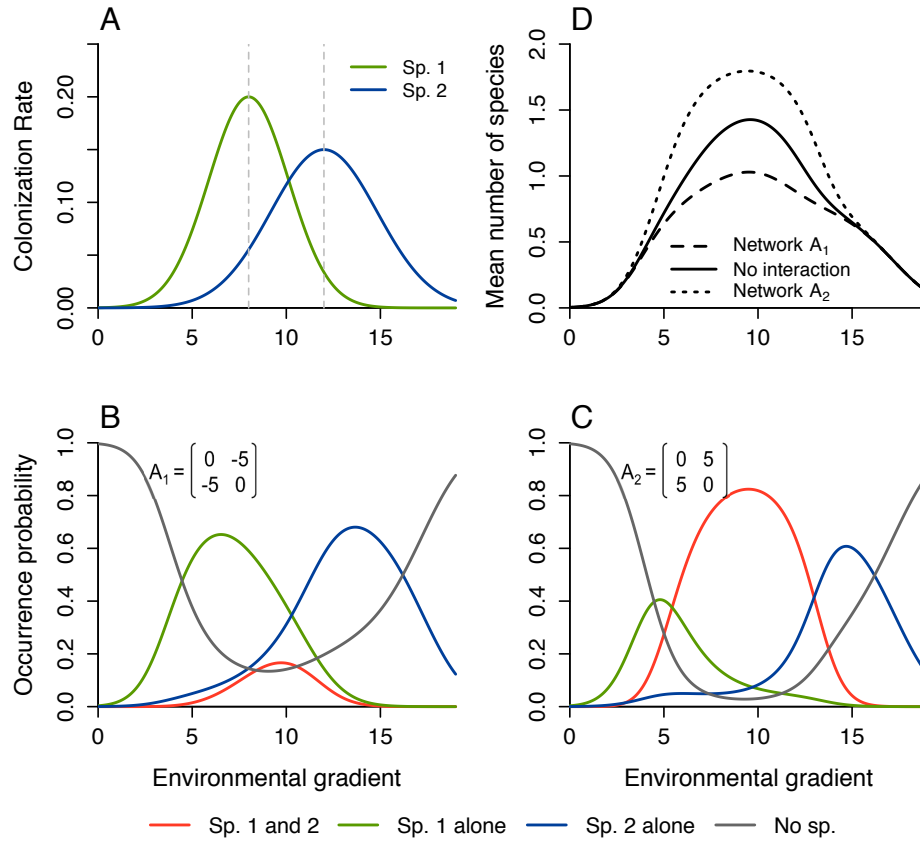 A
Colonization Rate
0.00 0.10 0.20
0 5 10 15
Sp. 1
Sp. 2
D
Mean number of species
0.0 0.5 1.0 1.5 2.0
0 5 10 15
Network A1
No interaction
Network A2
B
Occurrence probability
0.0 0.2 0.4 0.6 0.8 1.0
A1 = [0 -5
-5 0]
0 5 10 15
Environmental gradient
C
0.0 0.2 0.4 0.6 0.8 1.0
A2 = [0 5
5 0]
0 5 10 15
Environmental gradient
Sp. 1 and 2 Sp. 1 alone Sp. 2 alone No sp.